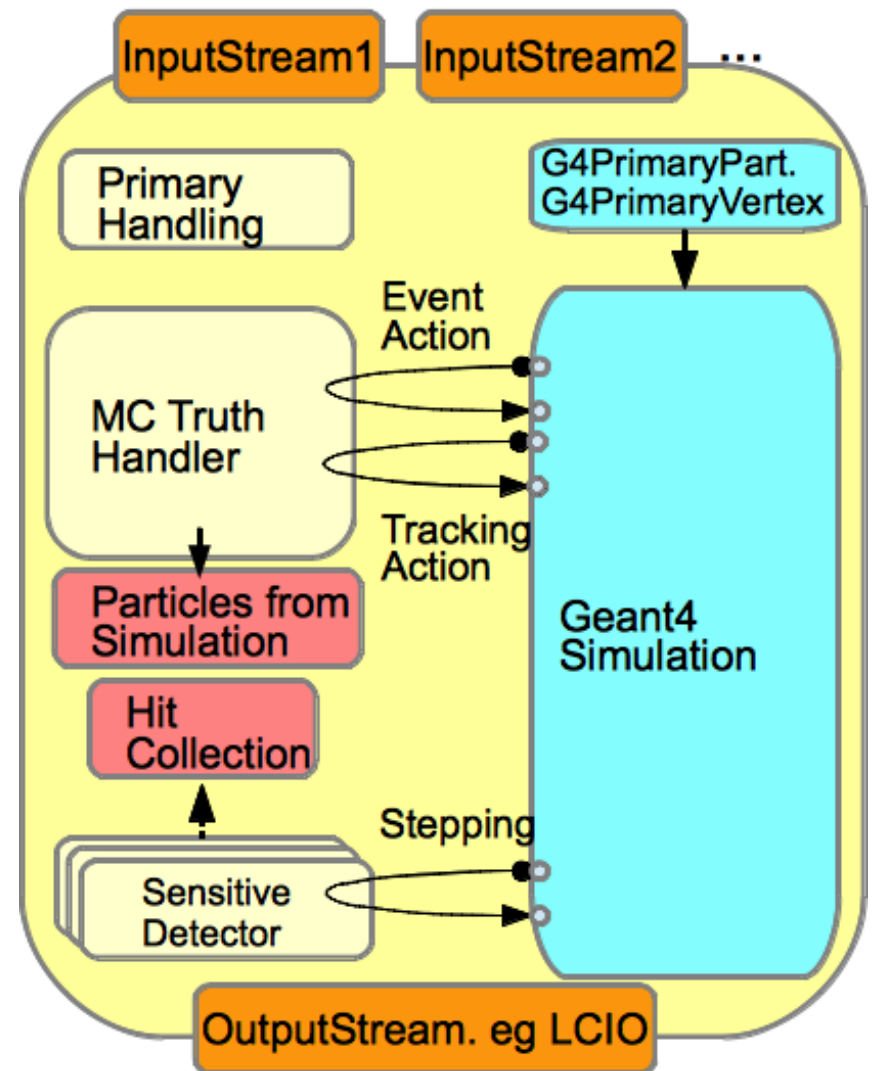 InputStream1
InputStream2
...
Primary
Handling
G4PrimaryPart.
G4PrimaryVertex
Event
Action
MC Truth
Handler
Tracking
Action
Particles from
Simulation
Geant4
Simulation
Hit
Collection
Stepping
Sensitive
Detector
OutputStream. eg LCIO